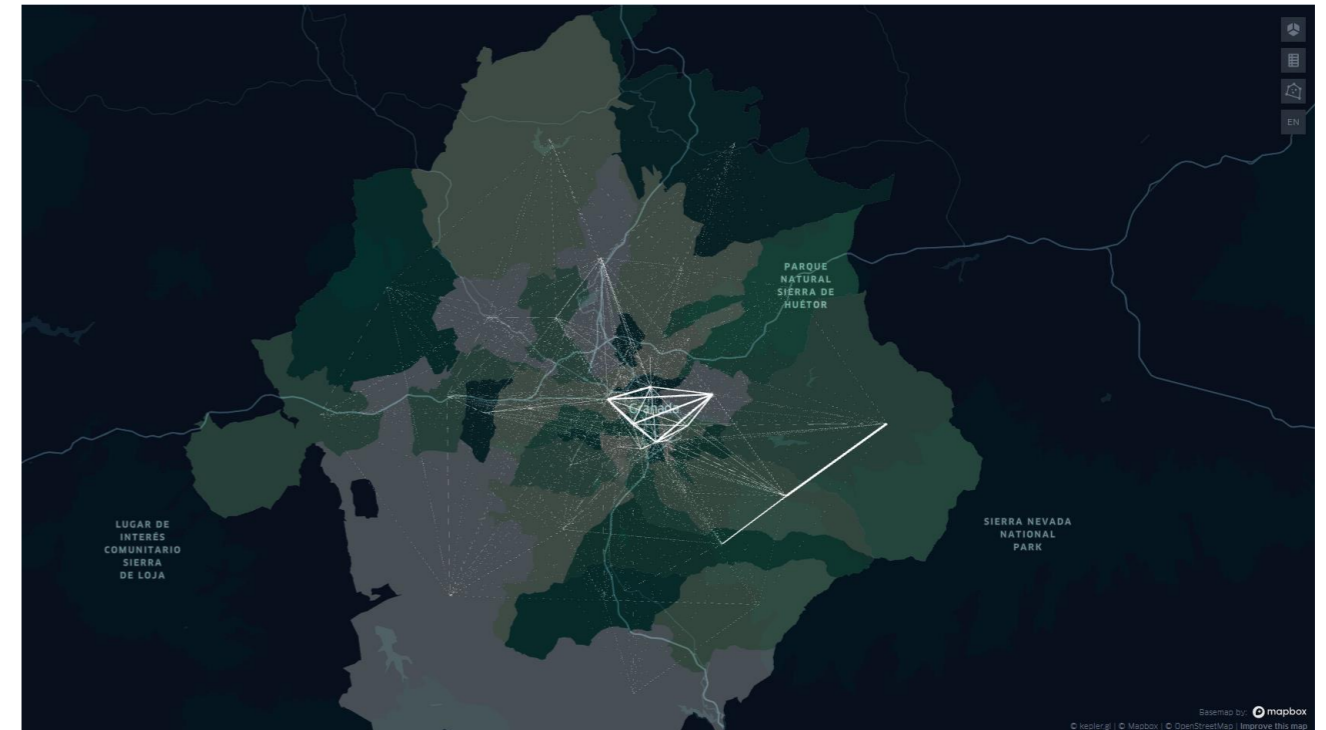 EN
PARQUE
NATURAL
SIERRA DE
HUÉTOR
Granada
LUGAR DE
INTERÉS
COMUNITARIO
SIERRA
DE LOJA
SIERRA NEVADA
NATIONAL
PARK
Basemap by: mapbox
© kepler.gl | © Mapbox | © OpenStreetMap | Improve this map